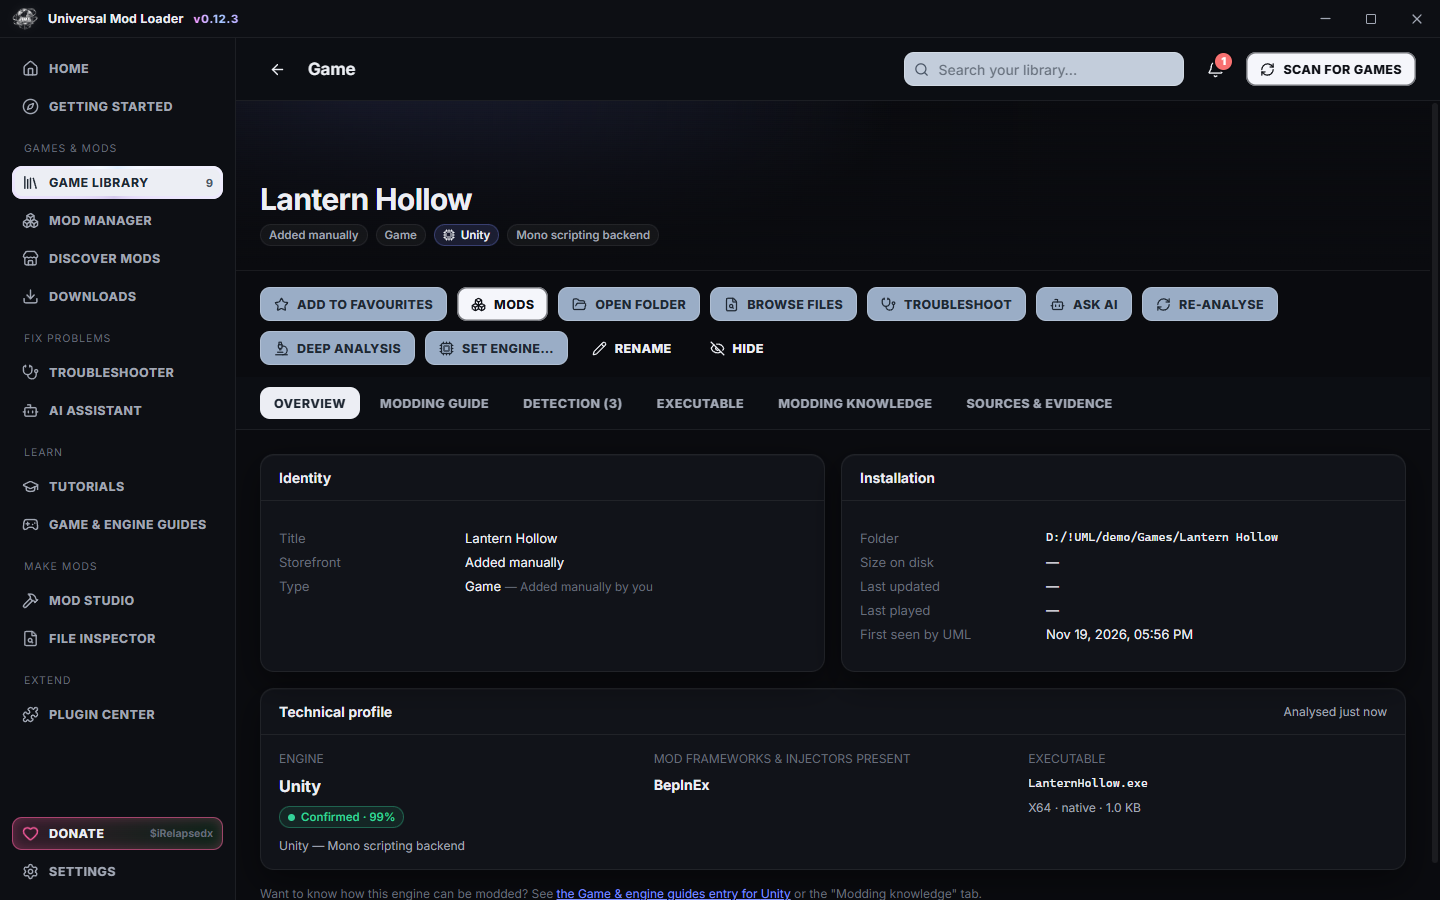 Universal Mod Loader v0.12.3
HOME
GETTING STARTED
GAMES & MODS
GAME LIBRARY 9
MOD MANAGER
DISCOVER MODS
DOWNLOADS
FIX PROBLEMS
TROUBLESHOOTER
AI ASSISTANT
LEARN
TUTORIALS
GAME & ENGINE GUIDES
MAKE MODS
MOD STUDIO
FILE INSPECTOR
EXTEND
PLUGIN CENTER
DONATE $iRelapsedx
SETTINGS
Game
Search your library...
1
SCAN FOR GAMES
Lantern Hollow
Added manually Game Unity Mono scripting backend
ADD TO FAVOURITES MODS OPEN FOLDER BROWSE FILES TROUBLESHOOT ASK AI RE-ANALYSE
DEEP ANALYSIS SET ENGINE... RENAME HIDE
OVERVIEW MODDING GUIDE DETECTION (3) EXECUTABLE MODDING KNOWLEDGE SOURCES & EVIDENCE
Identity
Title Lantern Hollow
Storefront Added manually
Type Game — Added manually by you
Installation
Folder D:/!UML/demo/Games/Lantern Hollow
Size on disk —
Last updated —
Last played —
First seen by UML Nov 19, 2026, 05:56 PM
Technical profile Analysed just now
ENGINE
Unity
Confirmed · 99%
Unity — Mono scripting backend
MOD FRAMEWORKS & INJECTORS PRESENT
BepInEx
EXECUTABLE
LanternHollow.exe
X64 · native · 1.0 KB
Want to know how this engine can be modded? See the Game & engine guides entry for Unity or the "Modding knowledge" tab.